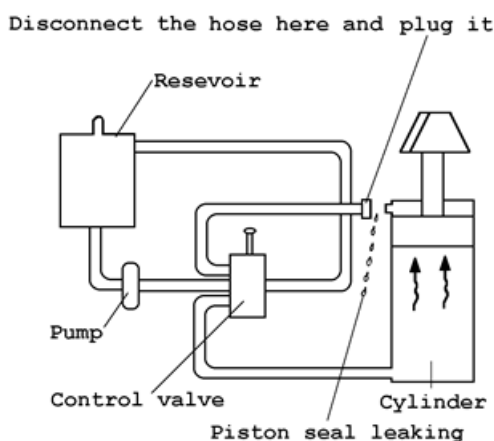 Disconnect the hose here and plug it
Resevoir
Pump
Control valve
Cylinder
Piston seal leaking